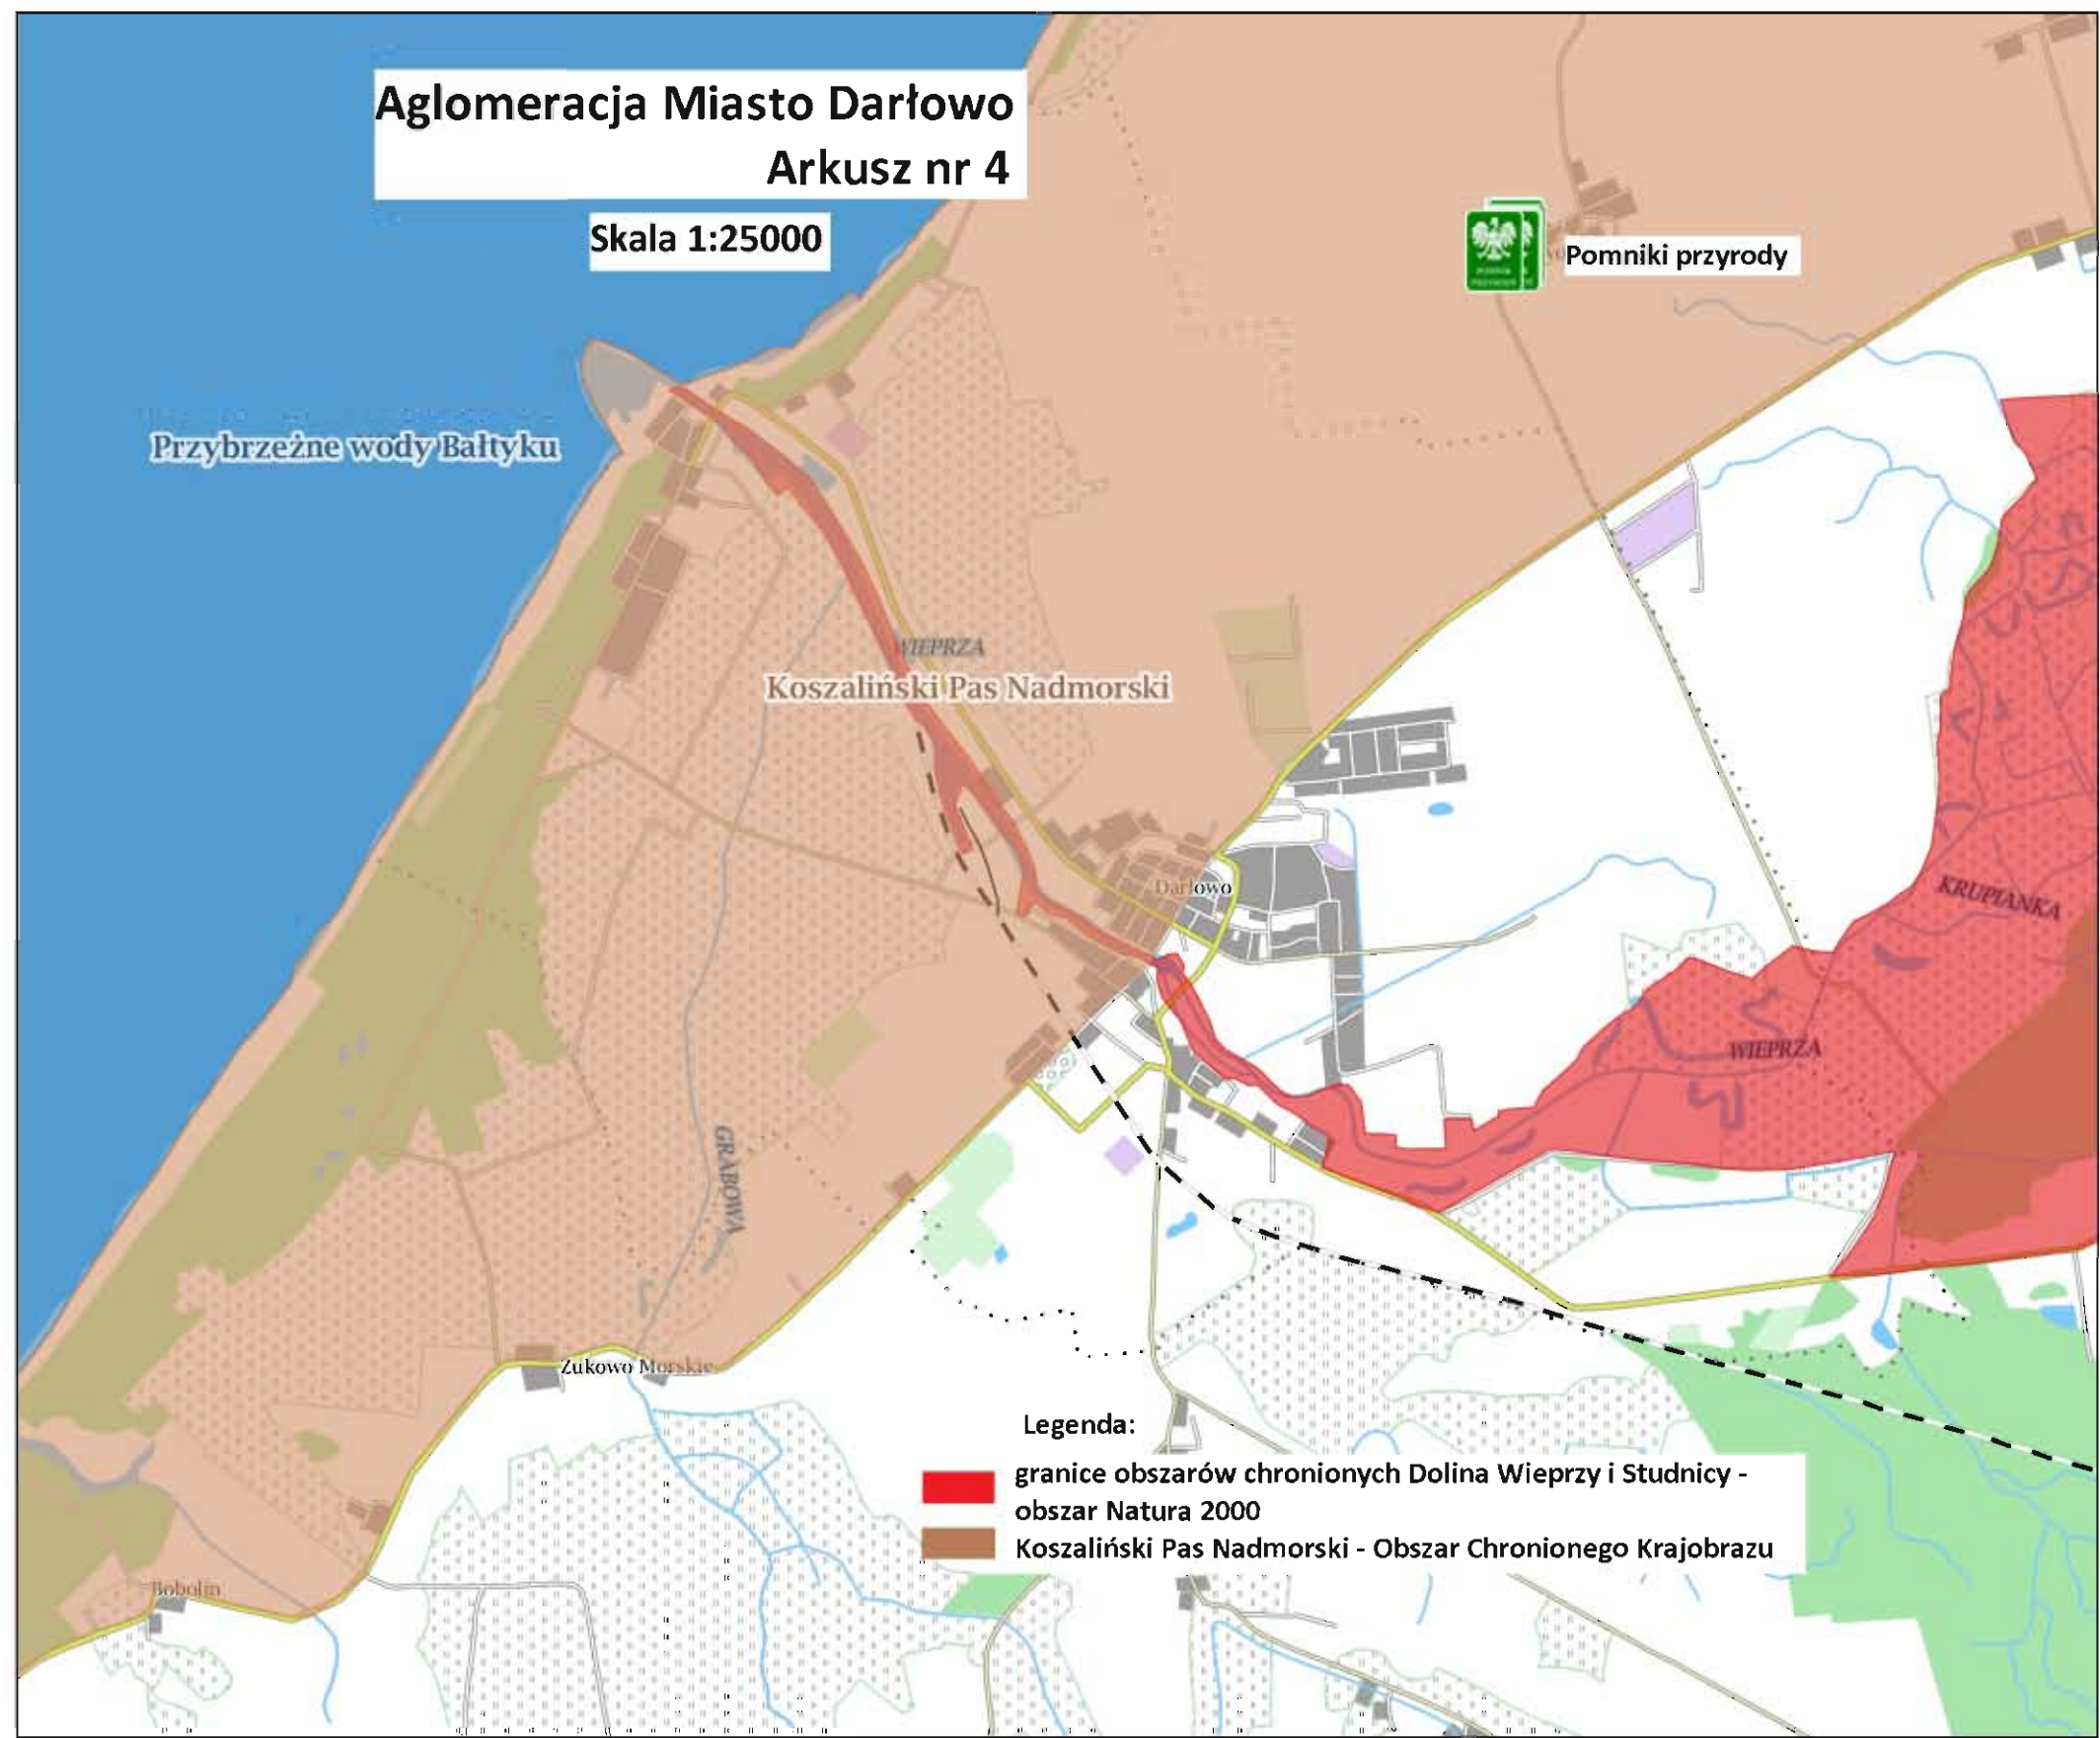 Aglomeracja Miasto Darłowo
Arkusz nr 4
Skala 1:25000
Pomniki przyrody
Przybrzeżne wody Bałtyku
WIEPRZA
Koszaliński Pas Nadmorski
Darłowo
KRUPIANKA
WIEPRZA
GRABOWA
Żukowo Morskie
Bobolin
Legenda:
granice obszarów chronionych Dolina Wieprzy i Studnicy -
obszar Natura 2000
Koszaliński Pas Nadmorski - Obszar Chronionego Krajobrazu